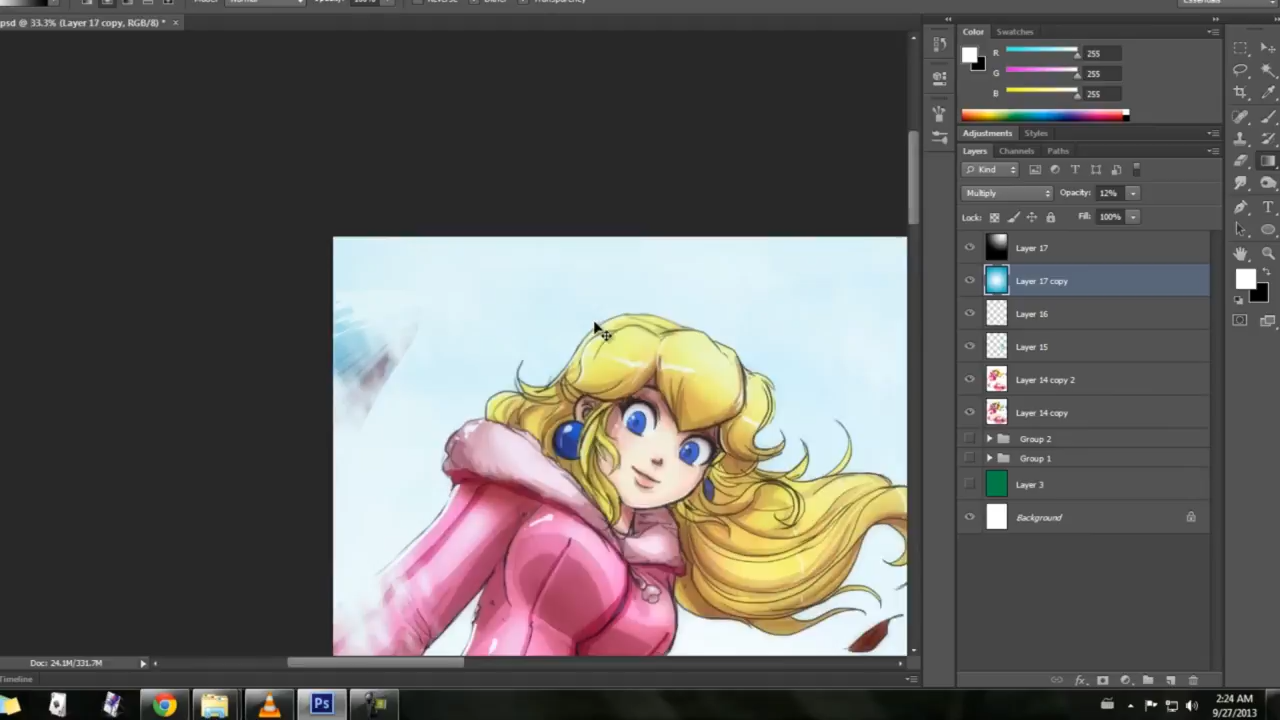 Essentials
psd @ 33.3% (Layer 17 copy, RGB/8) * ×
Color Swatches
R 255
G 255
B 255
Adjustments Styles
Layers Channels Paths
Kind
Multiply Opacity: 12%
Lock: Fill: 100%
Layer 17
Layer 17 copy
Layer 16
Layer 15
Layer 14 copy 2
Layer 14 copy
Group 2
Group 1
Layer 3
Background
Doc: 24.1M/331.7M
Timeline
Ps
2:24 AM
9/27/2013